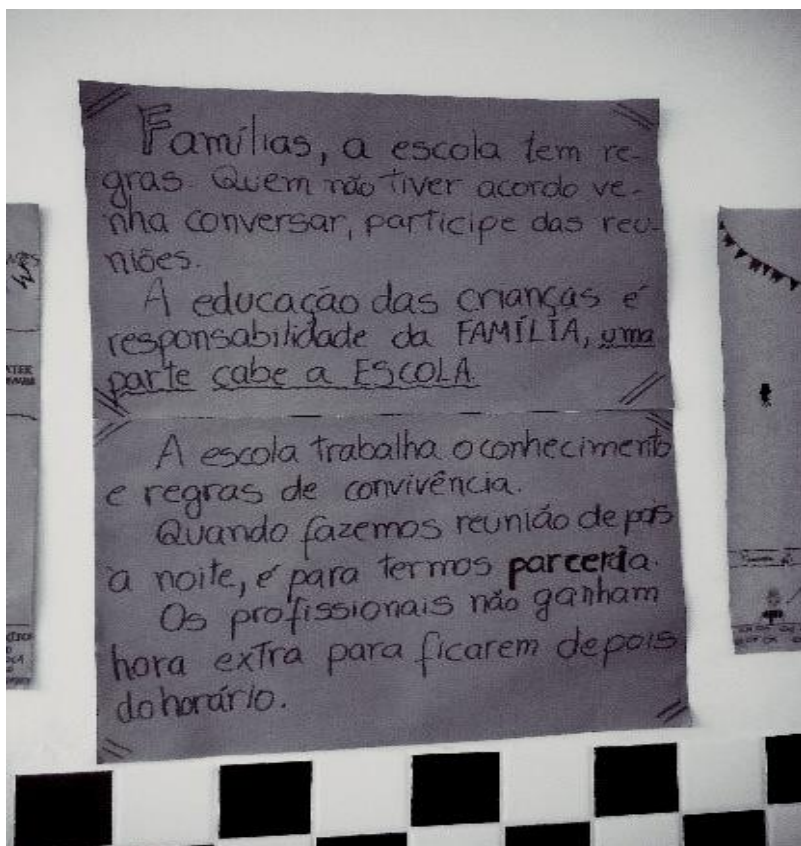 Famílias, a escola tem re-
gras. Quem não tiver acordo ve-
nha conversar, participe das reu-
niões.
A educação das crianças é
responsabilidade da FAMÍLIA, uma
parte cabe a ESCOLA.
A escola trabalha o conhecimento
e regras de convivência.
Quando fazemos reunião de pais
a noite, é para termos parceria.
Os profissionais não ganham
hora extra para ficarem depois
do horário.